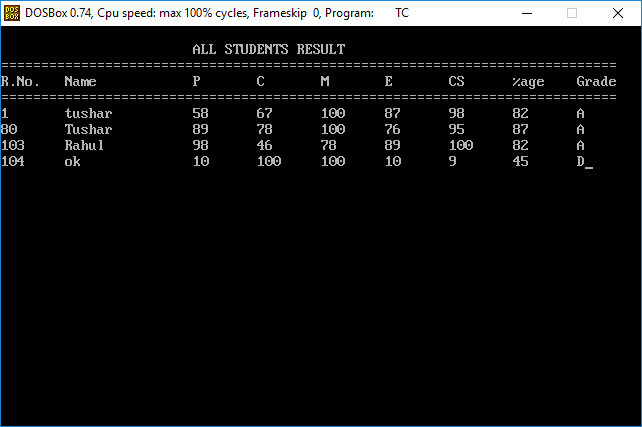 DOSBox 0.74, Cpu speed: max 100% cycles, Frameskip 0, Program: TC
ALL STUDENTS RESULT
=============================================================================
R.No. Name P C M E CS %age Grade
=============================================================================
1 tushar 58 67 100 87 98 82 A
80 Tushar 89 78 100 76 95 87 A
103 Rahul 98 46 78 89 100 82 A
104 ok 10 100 100 10 9 45 D_